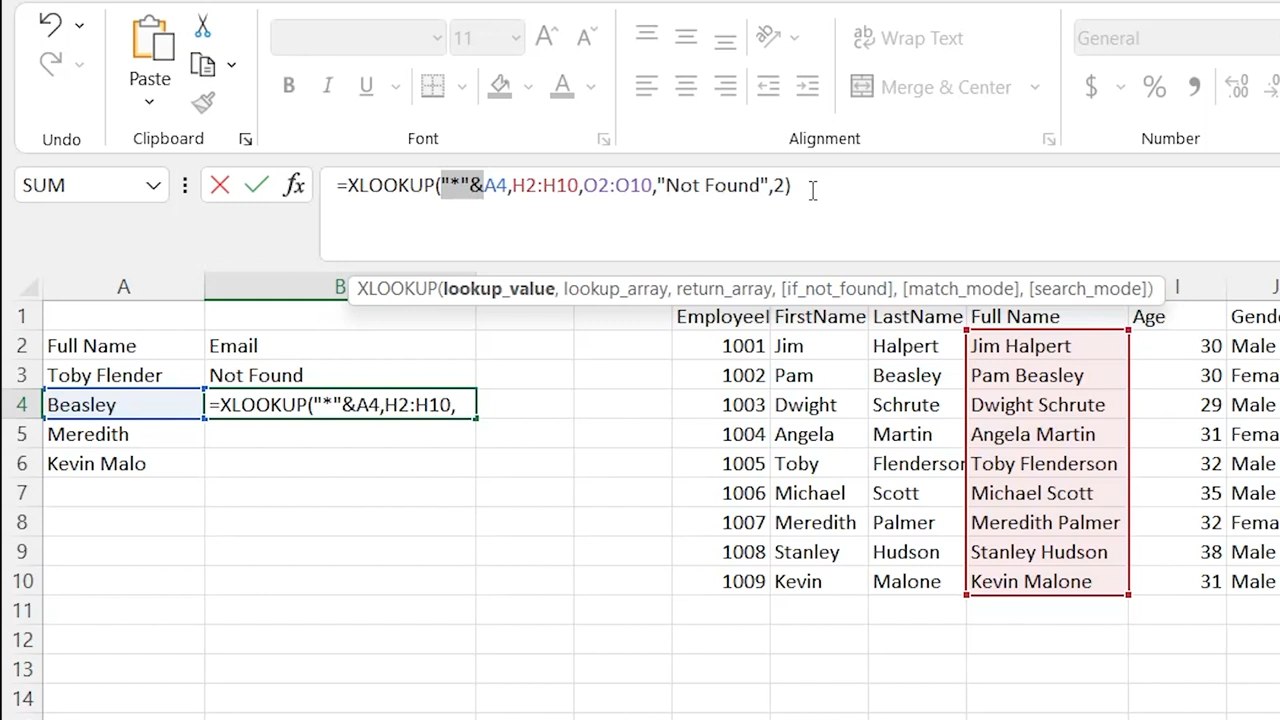 11 A^ A˅ ab Wrap Text General
Paste B I U A Merge & Center $ % , .00
Undo Clipboard Font Alignment Number
SUM fx =XLOOKUP("*"&A4,H2:H10,O2:O10,"Not Found",2)
XLOOKUP(lookup_value, lookup_array, return_array, [if_not_found], [match_mode], [search_mode])
A B I J
1 Employee FirstName LastName Full Name Age Gende
2 Full Name Email 1001 Jim Halpert Jim Halpert 30 Male
3 Toby Flender Not Found 1002 Pam Beasley Pam Beasley 30 Fema
4 Beasley =XLOOKUP("*"&A4,H2:H10, 1003 Dwight Schrute Dwight Schrute 29 Male
5 Meredith 1004 Angela Martin Angela Martin 31 Fema
6 Kevin Malo 1005 Toby Flenderson Toby Flenderson 32 Male
7 1006 Michael Scott Michael Scott 35 Male
8 1007 Meredith Palmer Meredith Palmer 32 Fema
9 1008 Stanley Hudson Stanley Hudson 38 Male
10 1009 Kevin Malone Kevin Malone 31 Male
11
12
13
14